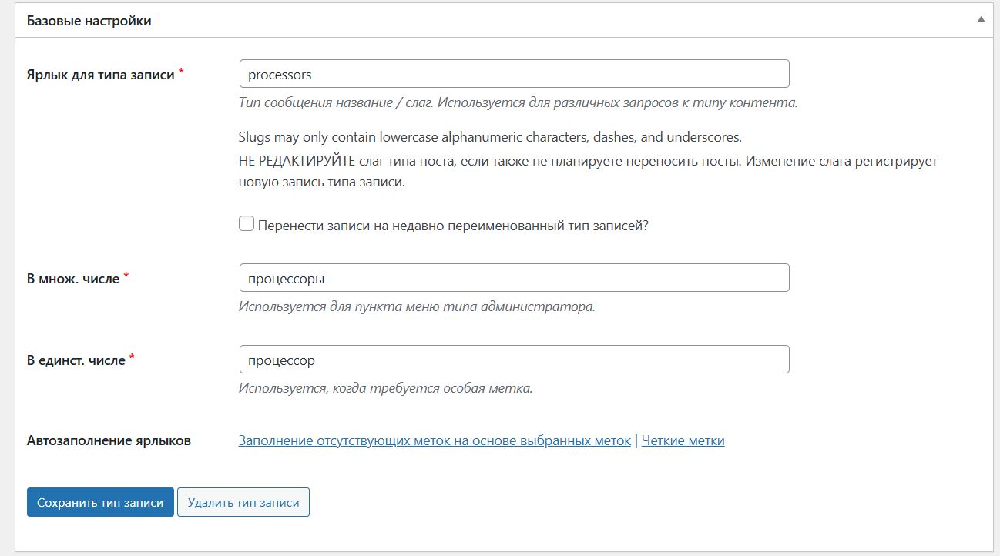 Базовые настройки
Ярлык для типа записи *
processors
Тип сообщения название / слаг. Используется для различных запросов к типу контента.
Slugs may only contain lowercase alphanumeric characters, dashes, and underscores.
НЕ РЕДАКТИРУЙТЕ слаг типа поста, если также не планируете переносить посты. Изменение слага регистрирует
новую запись типа записи.
Перенести записи на недавно переименованный тип записей?
В множ. числе *
процессоры
Используется для пункта меню типа администратора.
В единст. числе *
процессор
Используется, когда требуется особая метка.
Автозаполнение ярлыков
Заполнение отсутствующих меток на основе выбранных меток | Четкие метки
Сохранить тип записи
Удалить тип записи